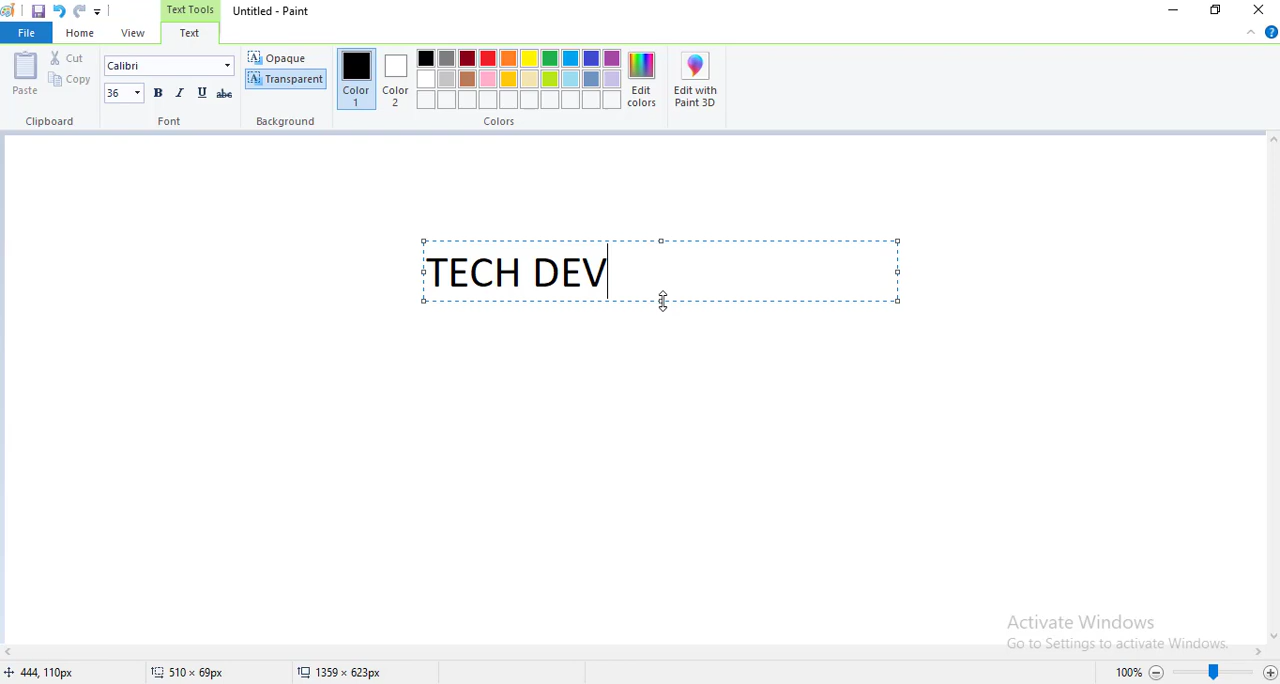 Text Tools
Untitled - Paint
File
Home
View
Text
Paste
Cut
Copy
Clipboard
Calibri
36
B I U abc
Font
Opaque
Transparent
Background
Color 1
Color 2
Edit colors
Colors
Edit with Paint 3D
TECH DEV
Activate Windows
Go to Settings to activate Windows.
444, 110px
510 × 69px
1359 × 623px
100%